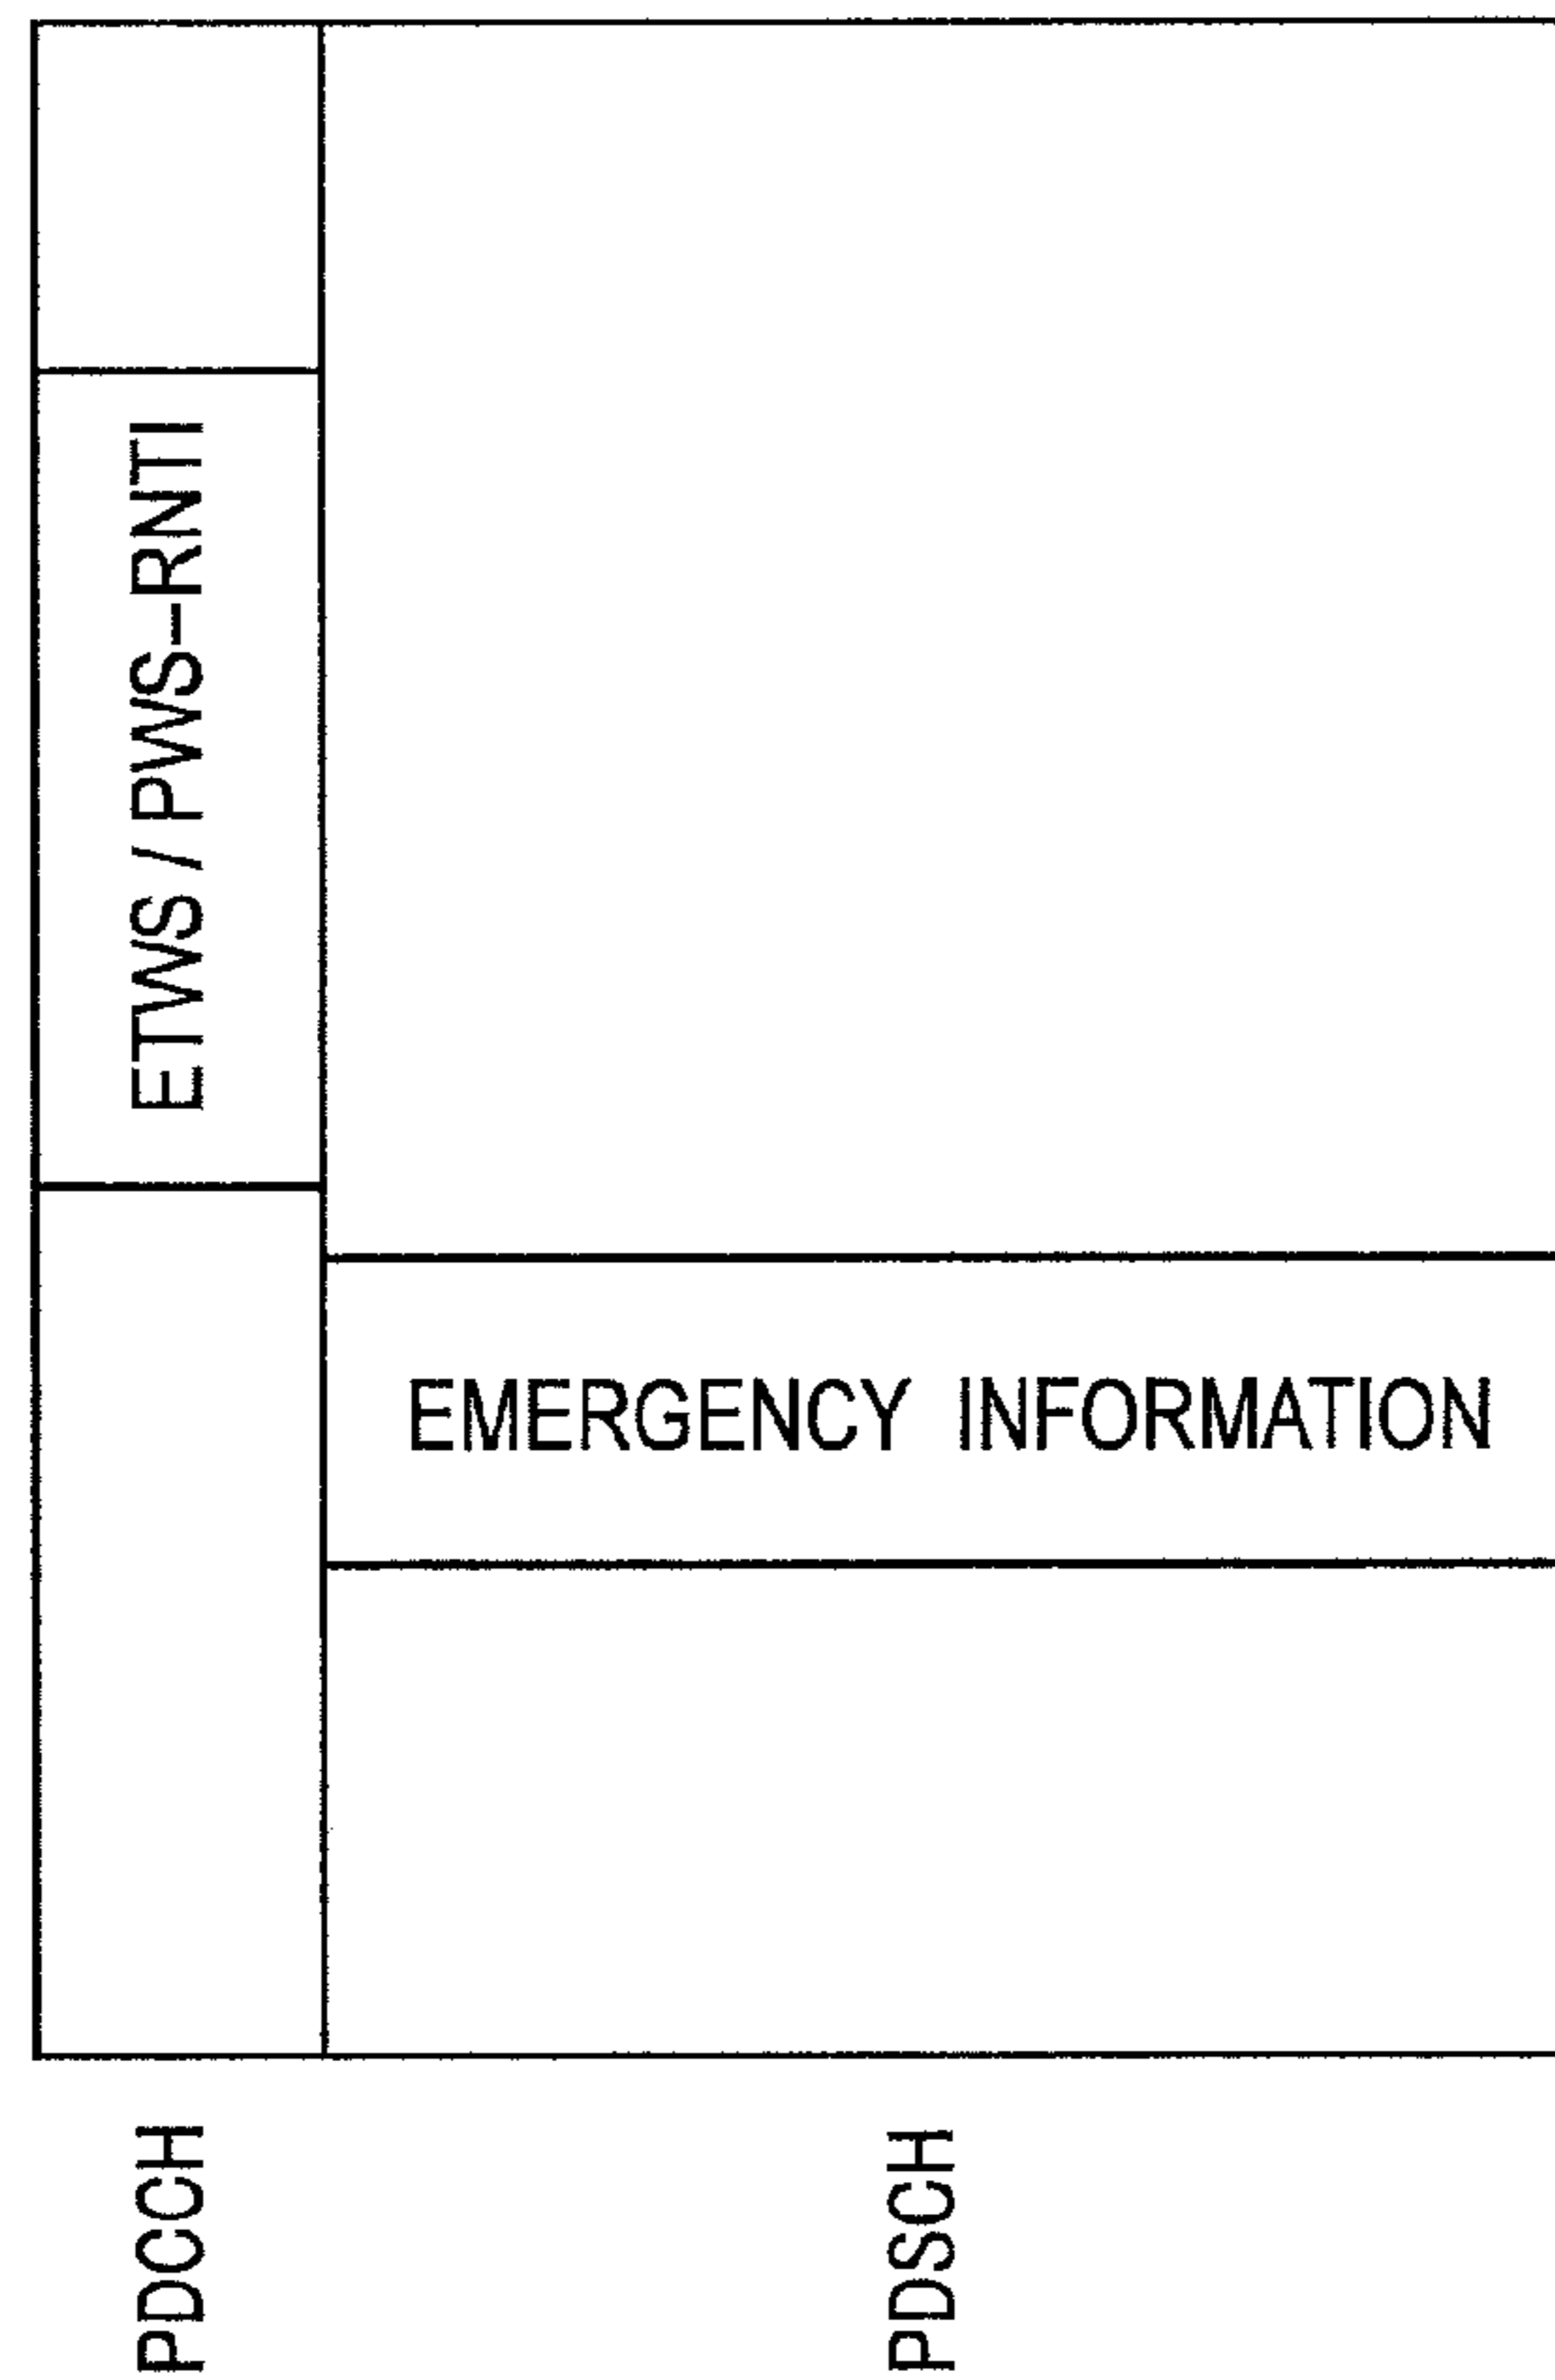 ETWS / PWS-RNTI
EMERGENCY INFORMATION
PDCCH
PDSCH